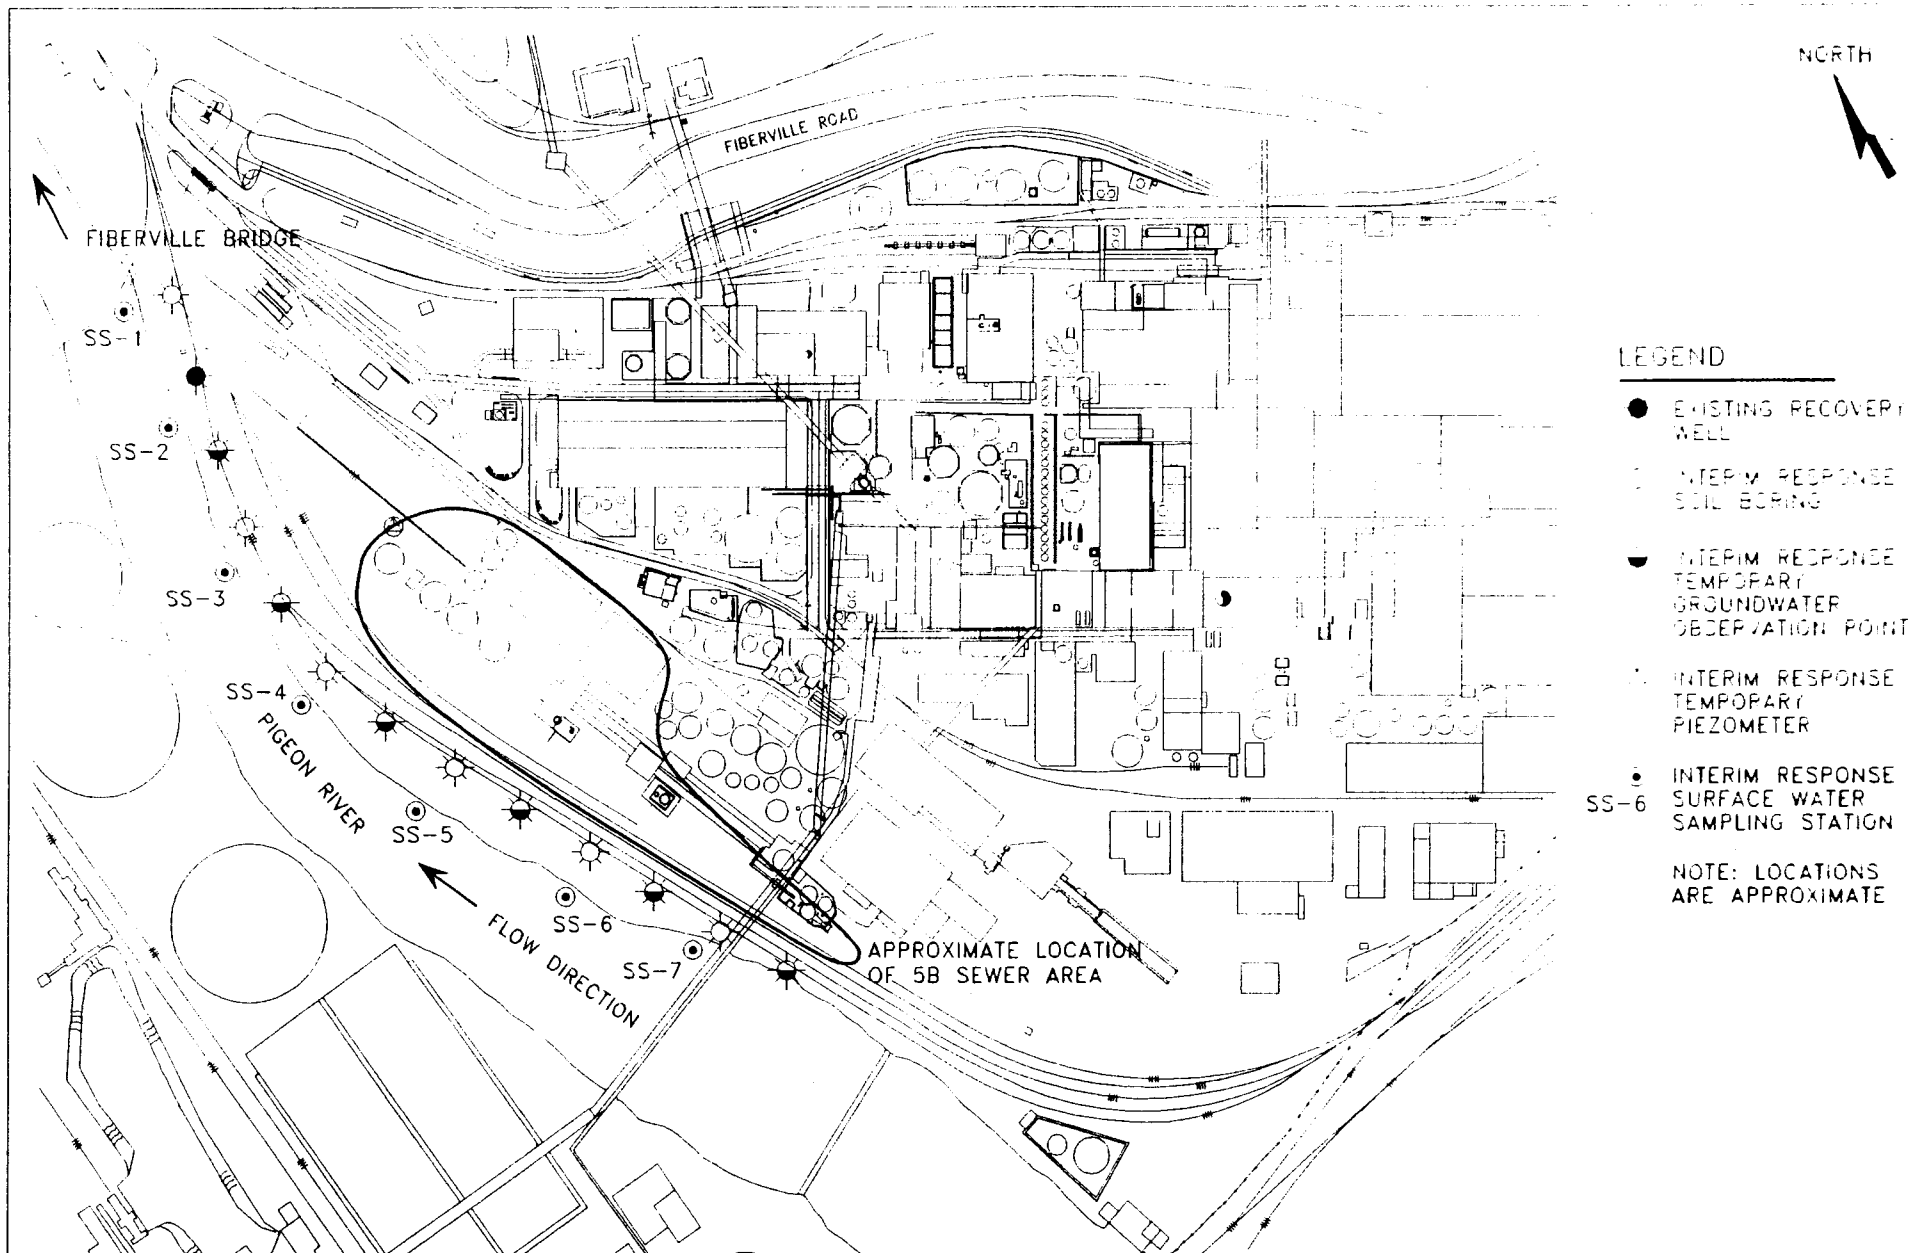 NORTH
FIBERVILLE ROAD
FIBERVILLE BRIDGE
SS-1
SS-2
SS-3
SS-4
PIGEON RIVER
SS-5
FLOW DIRECTION
SS-6
SS-7
APPROXIMATE LOCATION
OF 5B SEWER AREA
LEGEND
EXISTING RECOVERY
WELL
INTERIM RESPONSE
SOIL BORING
INTERIM RESPONSE
TEMPORARY
GROUNDWATER
OBSERVATION POINT
INTERIM RESPONSE
TEMPORARY
PIEZOMETER
SS-6
INTERIM RESPONSE
SURFACE WATER
SAMPLING STATION
NOTE: LOCATIONS
ARE APPROXIMATE